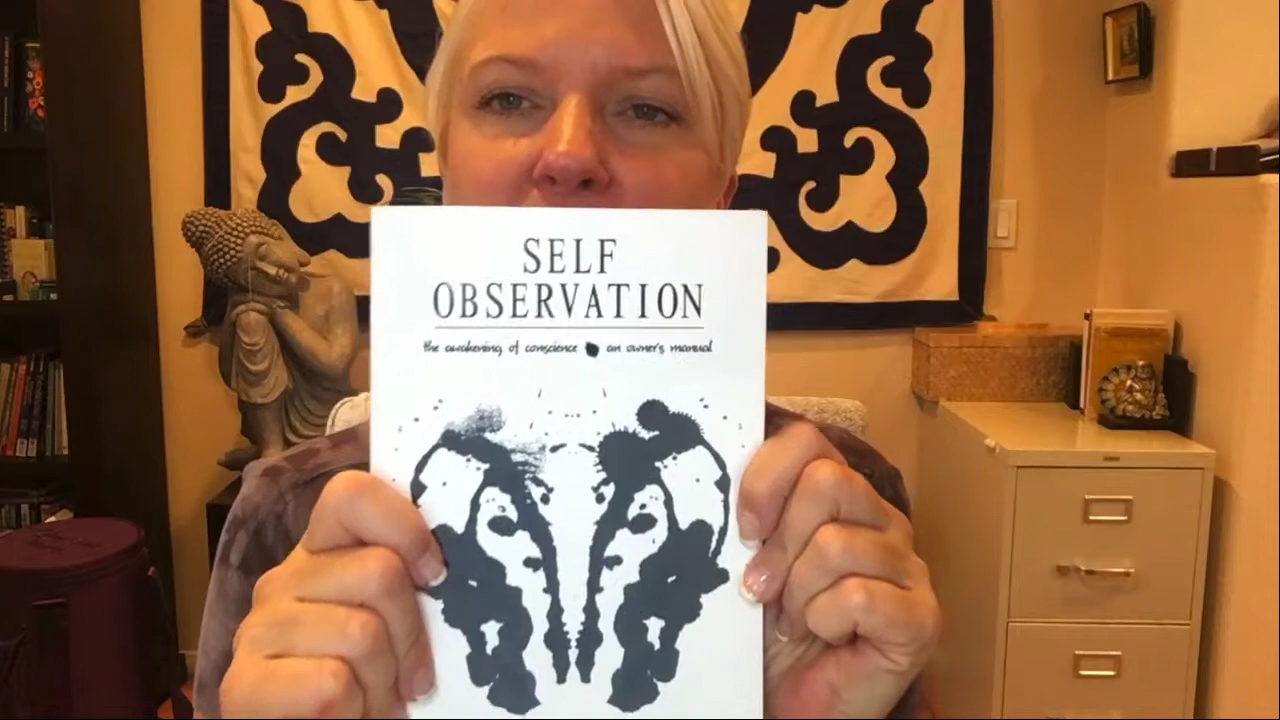 SELF
OBSERVATION
the awakening of conscience an owner's manual